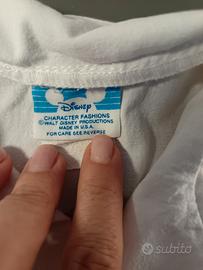 Disney
CHARACTER FASHIONS
©WALT DISNEY PRODUCTIONS
MADE IN U.S.A.
FOR CARE SEE REVERSE
subito